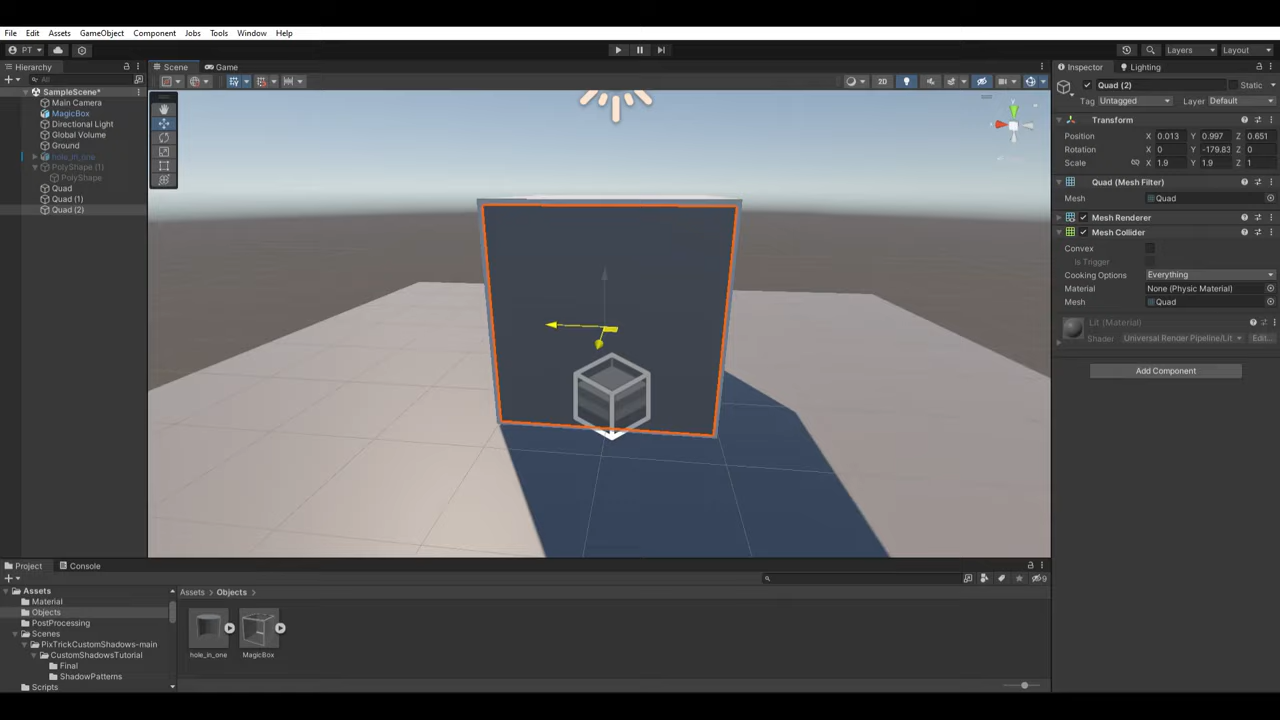 File Edit Assets GameObject Component Jobs Tools Window Help
PT Layers Layout
Hierarchy Scene Game Inspector Lighting
All 2D Quad (2) Static
SampleScene* Tag Untagged Layer Default
Main Camera
MagicBox Transform
Directional Light Position X 0.013 Y 0.997 Z 0.651
Global Volume Rotation X 0 Y -179.83 Z 0
Ground Scale X 1.9 Y 1.9 Z 1
hole_in_one
PolyShape (1) Quad (Mesh Filter)
PolyShape Mesh Quad
Quad
Quad (1) Mesh Renderer
Quad (2) Mesh Collider
Convex
Is Trigger
Cooking Options Everything
Material None (Physic Material)
Mesh Quad
Lit (Material)
Shader Universal Render Pipeline/Lit Edit...
Add Component
Project Console
9
Assets Assets > Objects >
Material
Objects
PostProcessing
Scenes
PixTrickCustomShadows-main
CustomShadowsTutorial hole_in_one MagicBox
Final
ShadowPatterns
Scripts